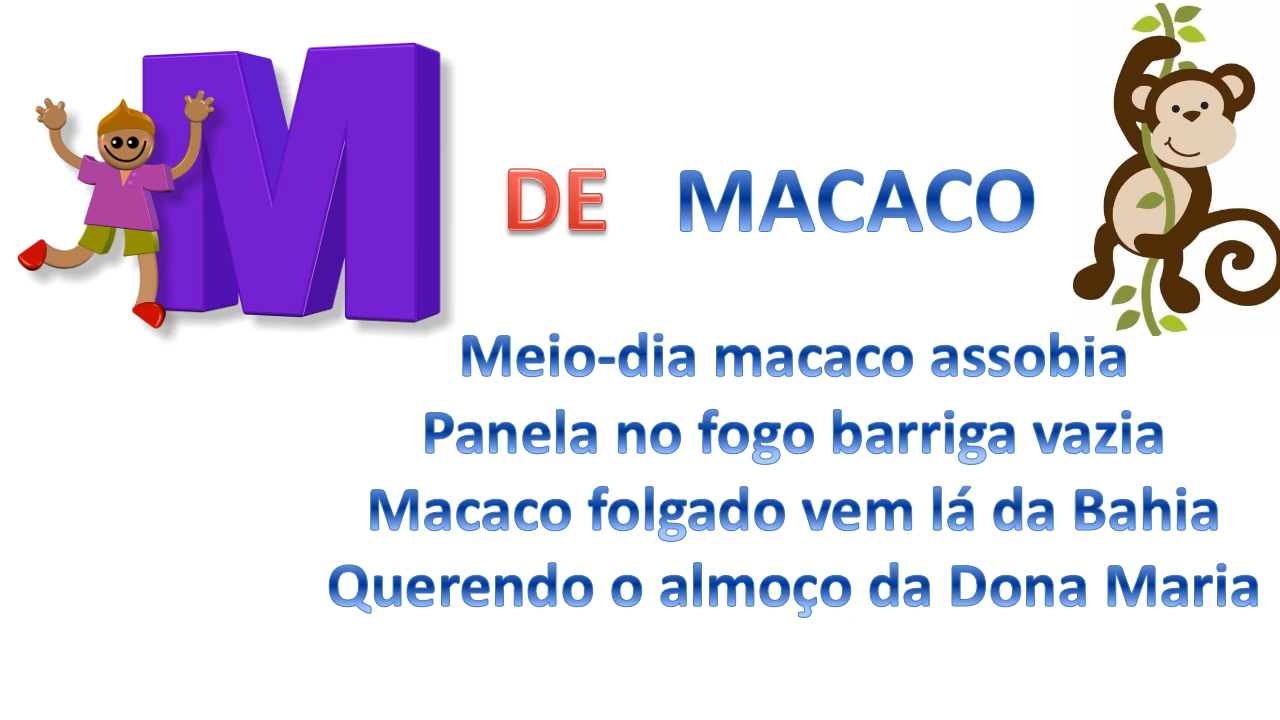 M DE MACACO
Meio-dia macaco assobia
Panela no fogo barriga vazia
Macaco folgado vem lá da Bahia
Querendo o almoço da Dona Maria